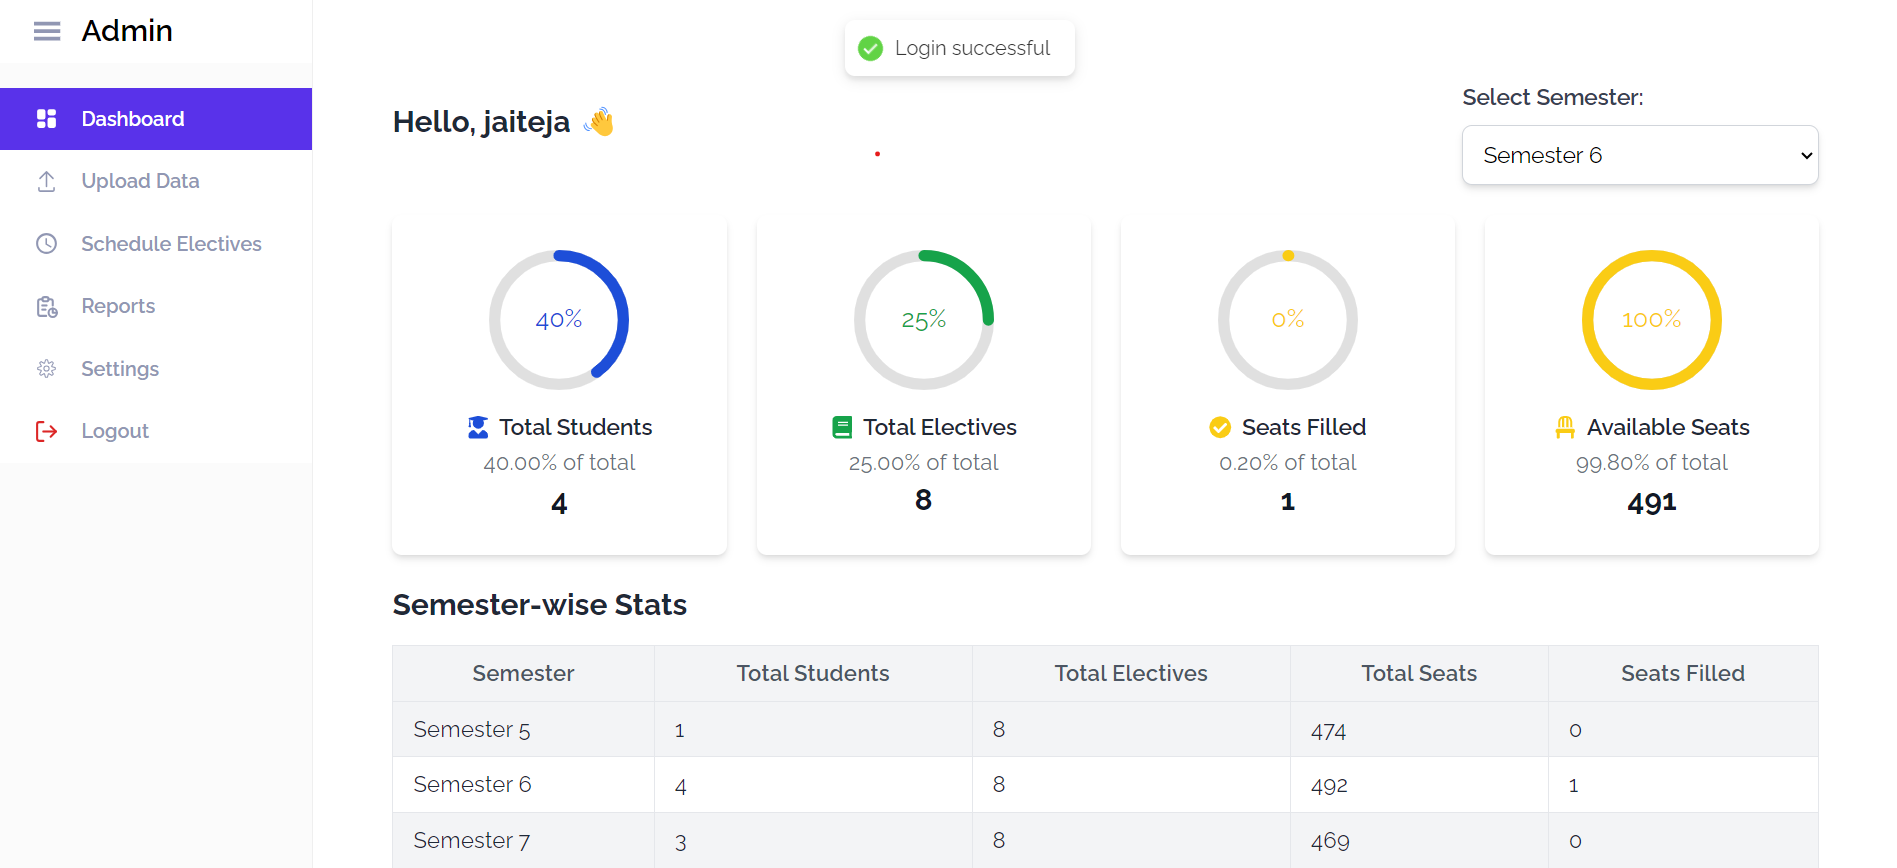 Admin
Login successful
Dashboard
Upload Data
Schedule Electives
Reports
Settings
Logout
Hello, jaiteja 👋
Select Semester:
Semester 6
40%
Total Students
40.00% of total
4
25%
Total Electives
25.00% of total
8
0%
Seats Filled
0.20% of total
1
100%
Available Seats
99.80% of total
491
Semester-wise Stats
Semester Total Students Total Electives Total Seats Seats Filled
Semester 5 1 8 474 0
Semester 6 4 8 492 1
Semester 7 3 8 469 0